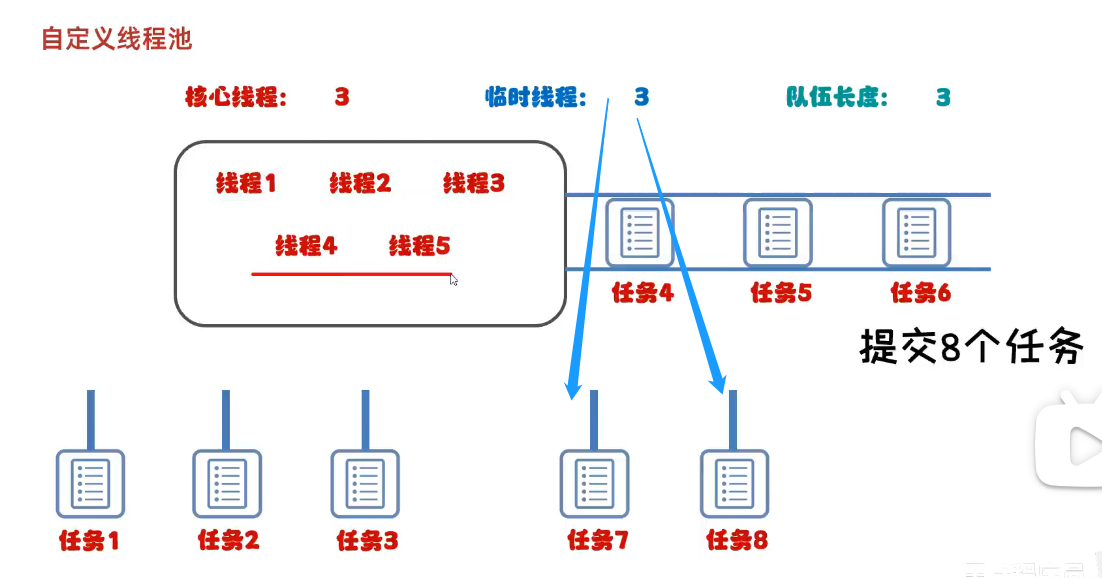 自定义线程池
核心线程: 3 临时线程: 3 队伍长度: 3
线程1 线程2 线程3
线程4 线程5
任务4 任务5 任务6
提交8个任务
任务1 任务2 任务3 任务7 任务8